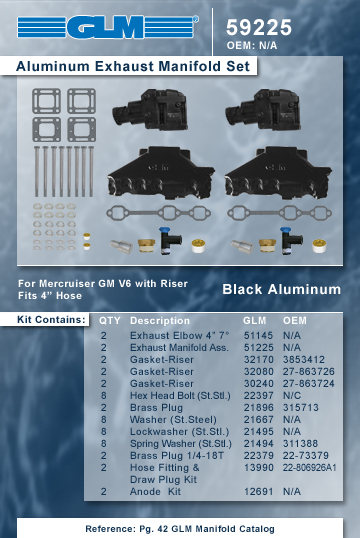 GLM®
59225
OEM: N/A
Aluminum Exhaust Manifold Set
For Mercruiser GM V6 with Riser
Fits 4” Hose
Black Aluminum
Kit Contains: QTY Description GLM OEM
2 Exhaust Elbow 4” 7° 51145 N/A
2 Exhaust Manifold Ass. 51225 N/A
2 Gasket-Riser 32170 3853412
2 Gasket-Riser 32080 27-863726
2 Gasket-Riser 30240 27-863724
8 Hex Head Bolt (St.Stl.) 22397 N/C
2 Brass Plug 21896 315713
8 Washer (St.Steel) 21667 N/A
8 Lockwasher (St.Stl.) 21495 N/A
8 Spring Washer (St.Stl.) 21494 311388
2 Brass Plug 1/4-18T 22379 22-73379
2 Hose Fitting & 13990 22-806926A1
Draw Plug Kit
2 Anode Kit 12691 N/A
Reference: Pg. 42 GLM Manifold Catalog